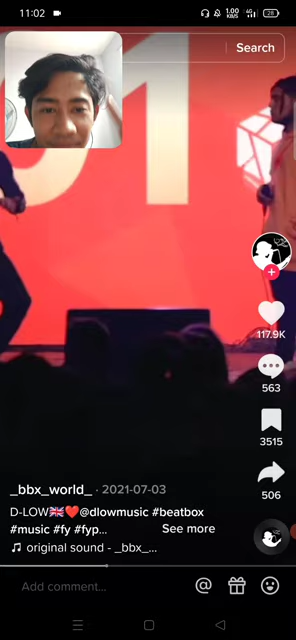 11:02
1.00
KB/S
4G
28
Search
01
117.9K
563
3515
506
_bbx_world_ · 2021-07-03
D-LOW🇬🇧❤️@dlowmusic #beatbox
#music #fy #fyp... See more
♫ original sound - _bbx_...
Add comment...